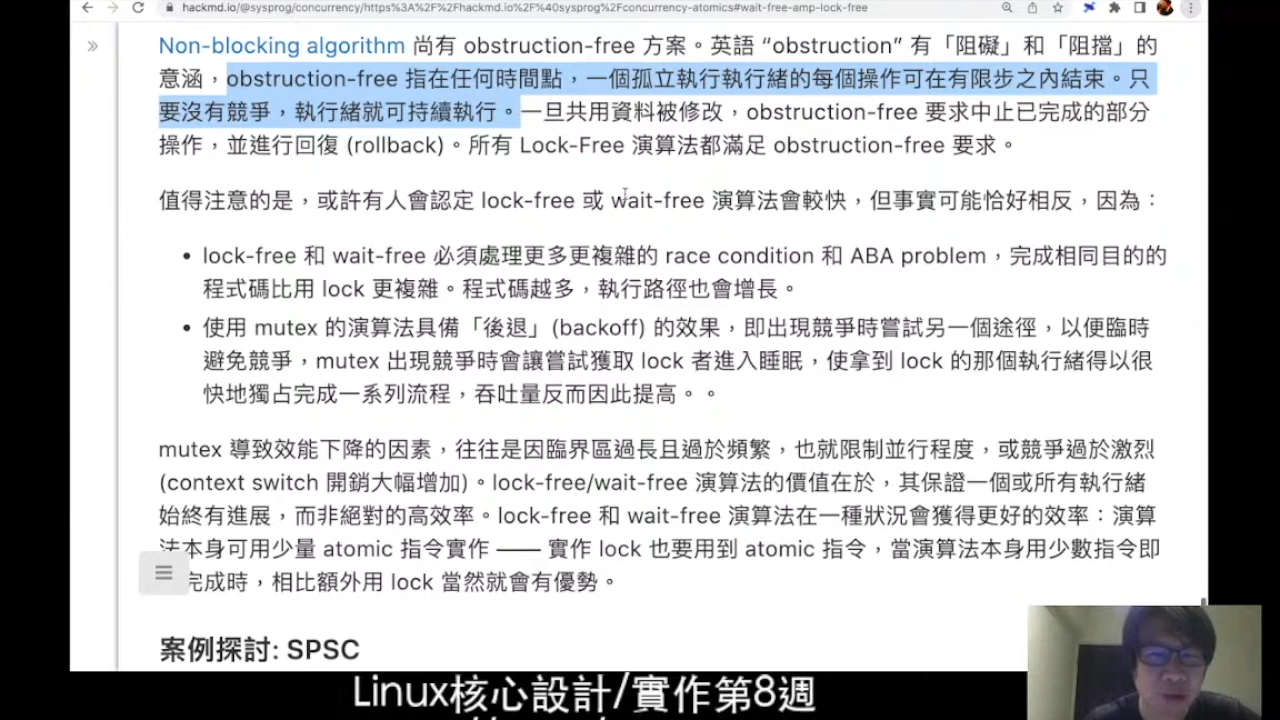 hackmd.io/@sysprog/concurrency/https%3A%2F%2Fhackmd.io%2F%40sysprog%2Fconcurrency-atomics#wait-free-amp-lock-free
Non-blocking algorithm 尚有 obstruction-free 方案。英語 “obstruction” 有「阻礙」和「阻擋」的
意涵，obstruction-free 指在任何時間點，一個孤立執行執行緒的每個操作可在有限步之內結束。只
要沒有競爭，執行緒就可持續執行。一旦共用資料被修改，obstruction-free 要求中止已完成的部分
操作，並進行回復 (rollback)。所有 Lock-Free 演算法都滿足 obstruction-free 要求。
值得注意的是，或許有人會認定 lock-free 或 wait-free 演算法會較快，但事實可能恰好相反，因為：
• lock-free 和 wait-free 必須處理更多更複雜的 race condition 和 ABA problem，完成相同目的的
程式碼比用 lock 更複雜。程式碼越多，執行路徑也會增長。
• 使用 mutex 的演算法具備「後退」(backoff) 的效果，即出現競爭時嘗試另一個途徑，以便臨時
避免競爭，mutex 出現競爭時會讓嘗試獲取 lock 者進入睡眠，使拿到 lock 的那個執行緒得以很
快地獨占完成一系列流程，吞吐量反而因此提高。。
mutex 導致效能下降的因素，往往是因臨界區過長且過於頻繁，也就限制並行程度，或競爭過於激烈
(context switch 開銷大幅增加)。lock-free/wait-free 演算法的價值在於，其保證一個或所有執行緒
始終有進展，而非絕對的高效率。lock-free 和 wait-free 演算法在一種狀況會獲得更好的效率：演算
法本身可用少量 atomic 指令實作 —— 實作 lock 也要用到 atomic 指令，當演算法本身用少數指令即
完成時，相比額外用 lock 當然就會有優勢。
案例探討: SPSC
Linux核心設計/實作第8週